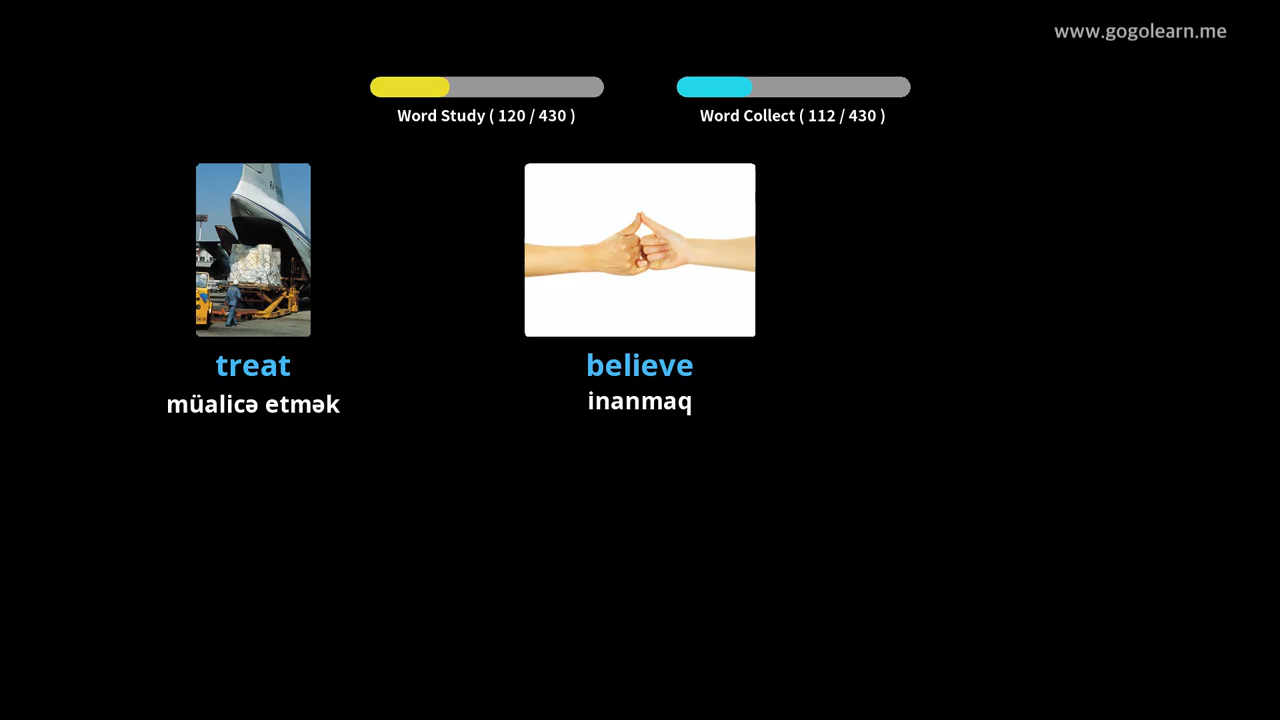 www.gogolearn.me
Word Study ( 120 / 430 )
Word Collect ( 112 / 430 )
treat
müalicə etmək
believe
inanmaq